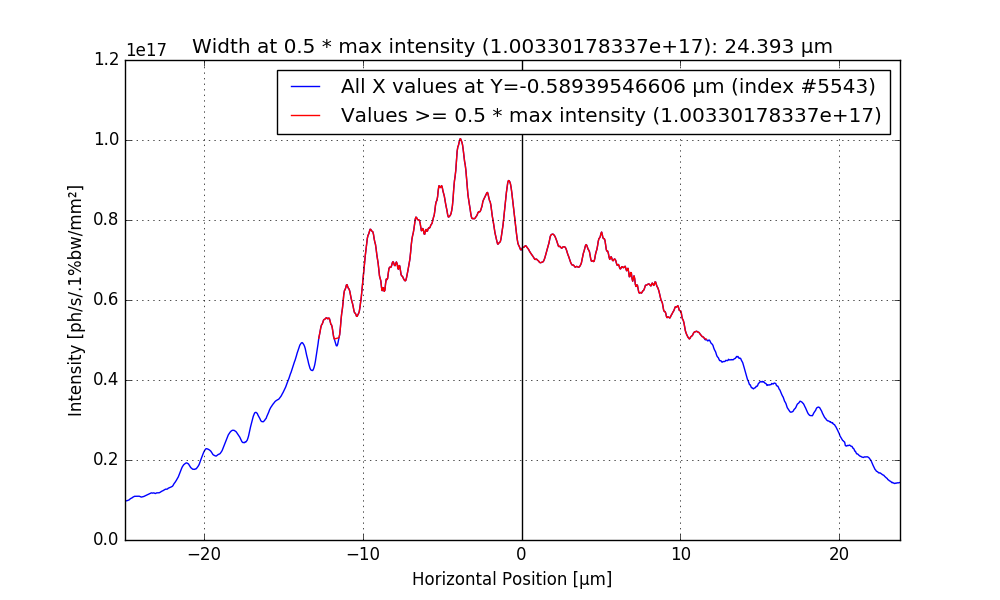 Width at 0.5 * max intensity (1.00330178337e+17): 24.393 µm
1e17
All X values at Y=-0.58939546606 µm (index #5543)
Values >= 0.5 * max intensity (1.00330178337e+17)
1.2
1.0
0.8
0.6
0.4
0.2
0.0
Intensity [ph/s/.1%bw/mm²]
−20 −10 0 10 20
Horizontal Position [µm]